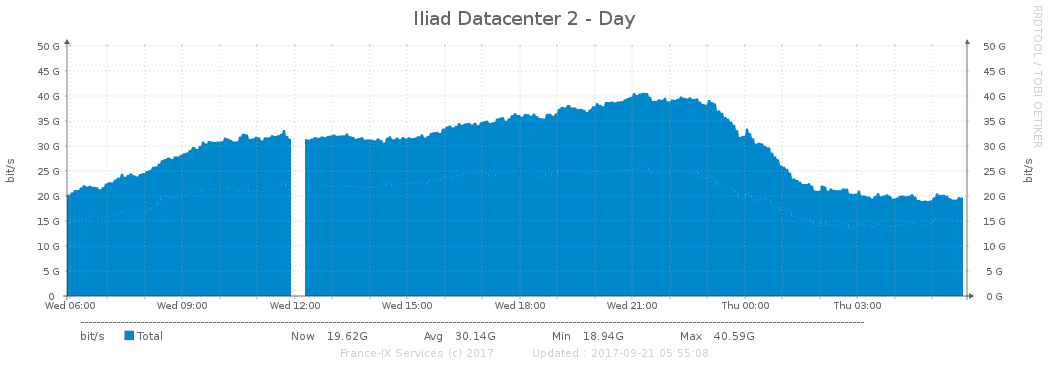 Iliad Datacenter 2 - Day
RRDTOOL / TOBI OETIKER
50 G 50 G
45 G 45 G
40 G 40 G
35 G 35 G
30 G 30 G
25 G 25 G
20 G 20 G
15 G 15 G
10 G 10 G
5 G 5 G
0 0 G
bit/s bit/s
Wed 06:00 Wed 09:00 Wed 12:00 Wed 15:00 Wed 18:00 Wed 21:00 Thu 00:00 Thu 03:00
bit/s Total Now 19.62G Avg 30.14G Min 18.94G Max 40.59G
France-IX Services (c) 2017 Updated : 2017-09-21 05:55:08